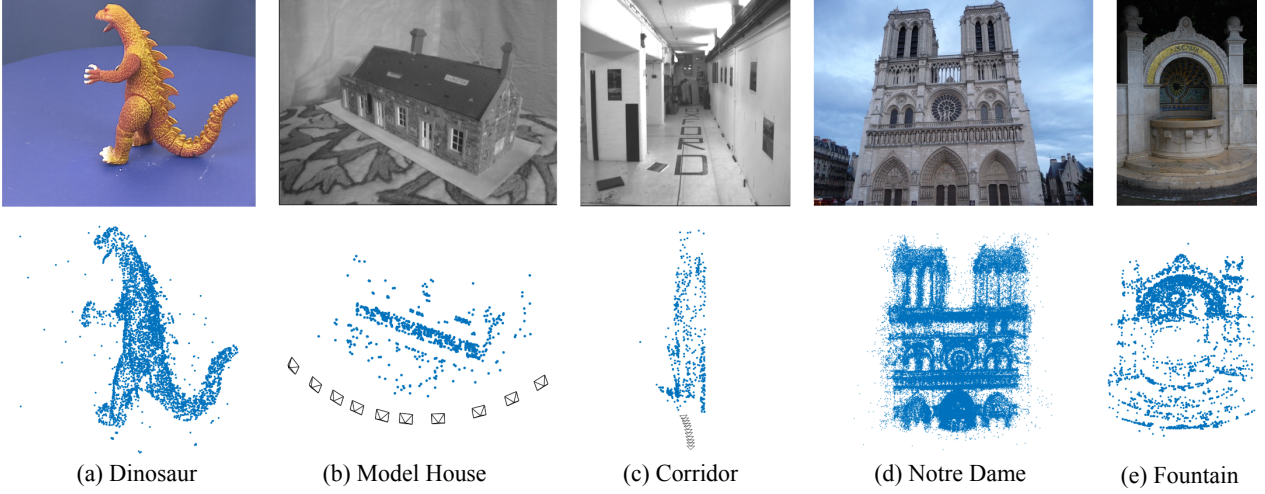 (a) Dinosaur
(b) Model House
(c) Corridor
(d) Notre Dame
(e) Fountain